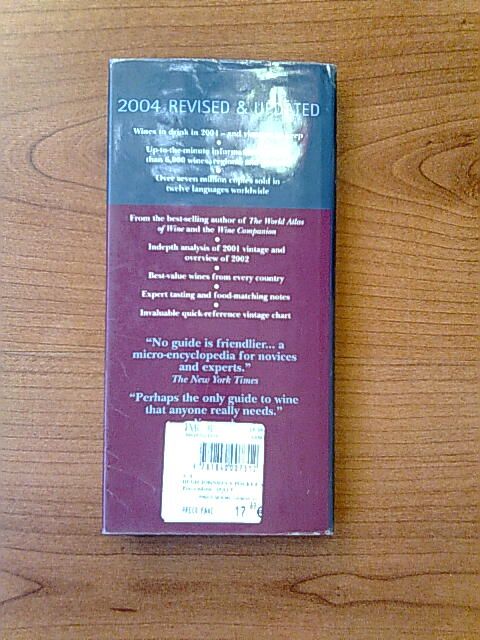 2004 REVISED & UPDATED
Wines to drink in 2004 – and
Up-to-the-minute
than 6,000 wines,
Over seven million copies sold in
twelve languages worldwide
From the best-selling author of The World Atlas
of Wine and the Wine Companion
Indepth analysis of 2001 vintage and
overview of 2002
Best-value wines from every country
Expert tasting and food-matching notes
Invaluable quick-reference vintage chart
“No guide is friendlier... a
micro-encyclopedia for novices
and experts.”
The New York Times
“Perhaps the only guide to wine
that anyone really needs.”
HUGH JOHNSON'S POCKET
17
€